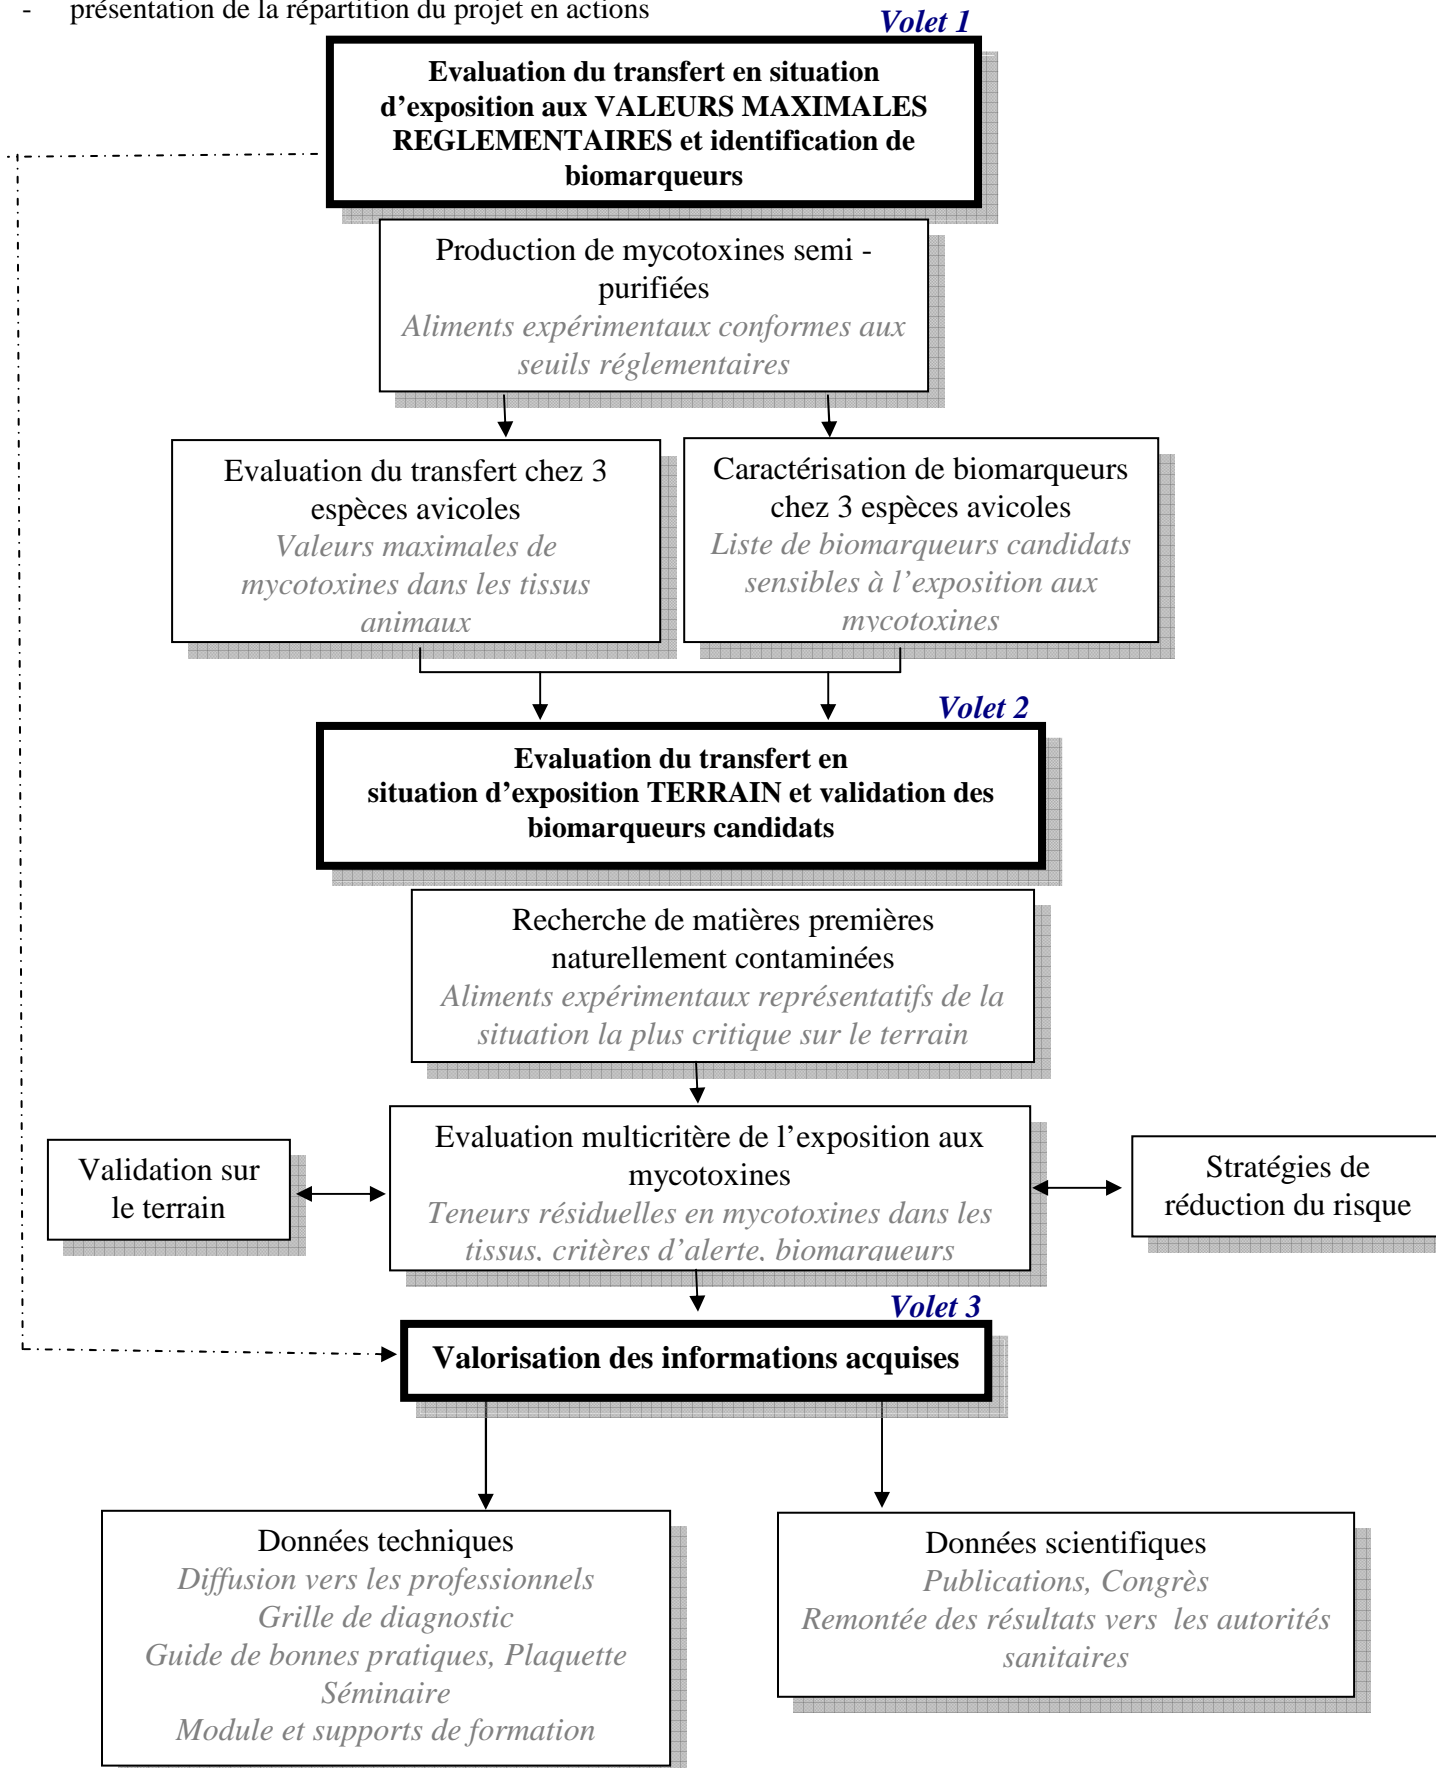 - présentation de la répartition du projet en actions
Volet 1
Evaluation du transfert en situation
d’exposition aux VALEURS MAXIMALES
REGLEMENTAIRES et identification de
biomarqueurs
Production de mycotoxines semi -
purifiées
Aliments expérimentaux conformes aux
seuils réglementaires
Evaluation du transfert chez 3
espèces avicoles
Valeurs maximales de
mycotoxines dans les tissus
animaux
Caractérisation de biomarqueurs
chez 3 espèces avicoles
Liste de biomarqueurs candidats
sensibles à l’exposition aux
mycotoxines
Volet 2
Evaluation du transfert en
situation d’exposition TERRAIN et validation des
biomarqueurs candidats
Recherche de matières premières
naturellement contaminées
Aliments expérimentaux représentatifs de la
situation la plus critique sur le terrain
Validation sur
le terrain
Evaluation multicritère de l’exposition aux
mycotoxines
Teneurs résiduelles en mycotoxines dans les
tissus, critères d’alerte, biomarqueurs
Stratégies de
réduction du risque
Volet 3
Valorisation des informations acquises
Données techniques
Diffusion vers les professionnels
Grille de diagnostic
Guide de bonnes pratiques, Plaquette
Séminaire
Module et supports de formation
Données scientifiques
Publications, Congrès
Remontée des résultats vers les autorités
sanitaires